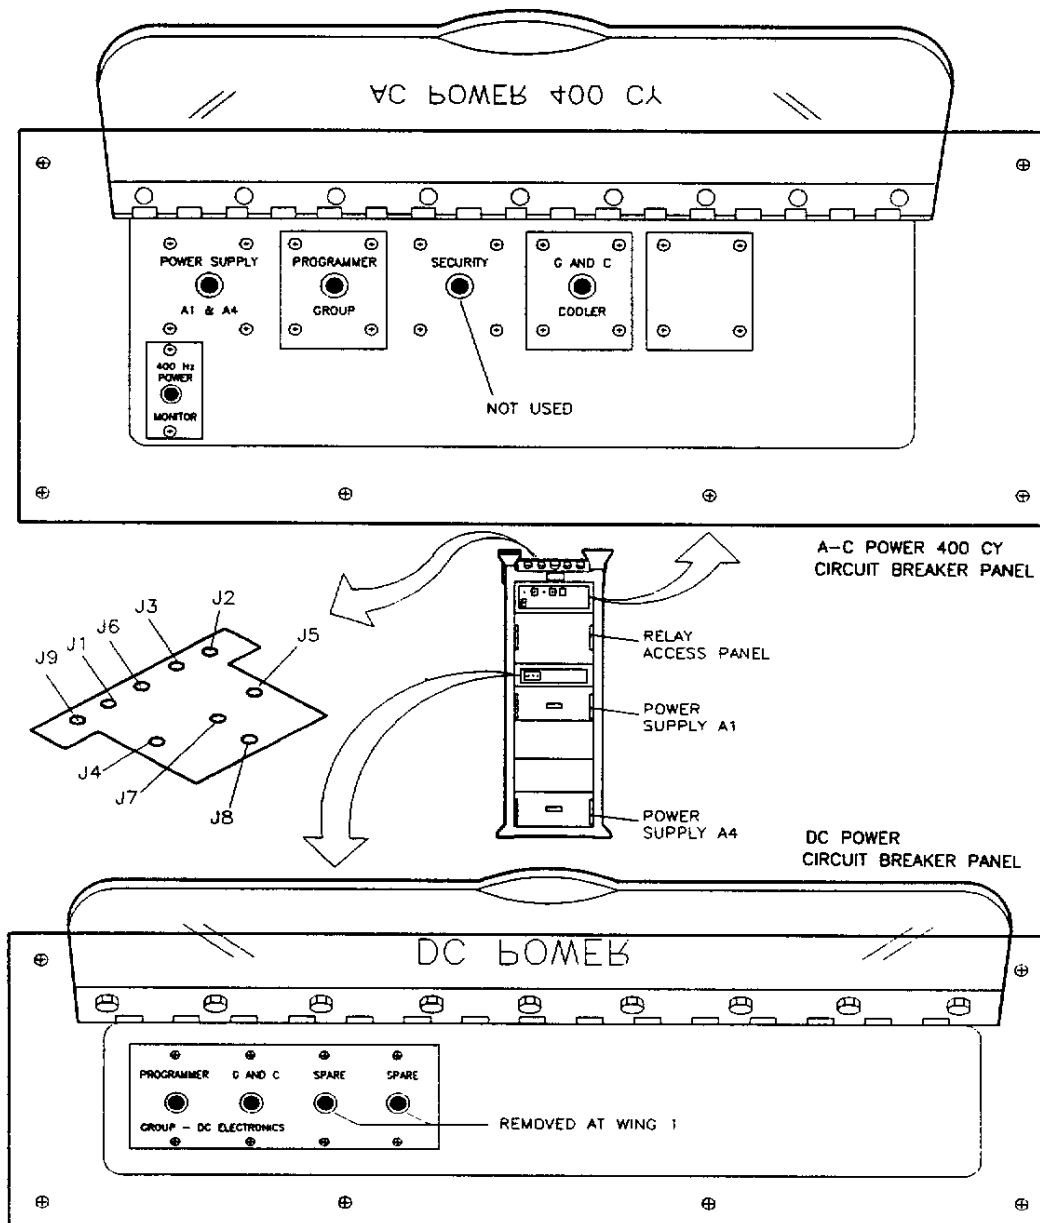 AC POWER 400 CY
POWER SUPPLY
A1 & A4
PROGRAMMER
GROUP
SECURITY
G AND C
COOLER
400 Hz
POWER
MONITOR
NOT USED
A-C POWER 400 CY
CIRCUIT BREAKER PANEL
J2
J3
J6
J1
J9
J5
J4
J7
J8
RELAY
ACCESS PANEL
POWER
SUPPLY A1
POWER
SUPPLY A4
DC POWER
CIRCUIT BREAKER PANEL
DC POWER
PROGRAMMER G AND C SPARE SPARE
GROUP - DC ELECTRONICS
REMOVED AT WING 1